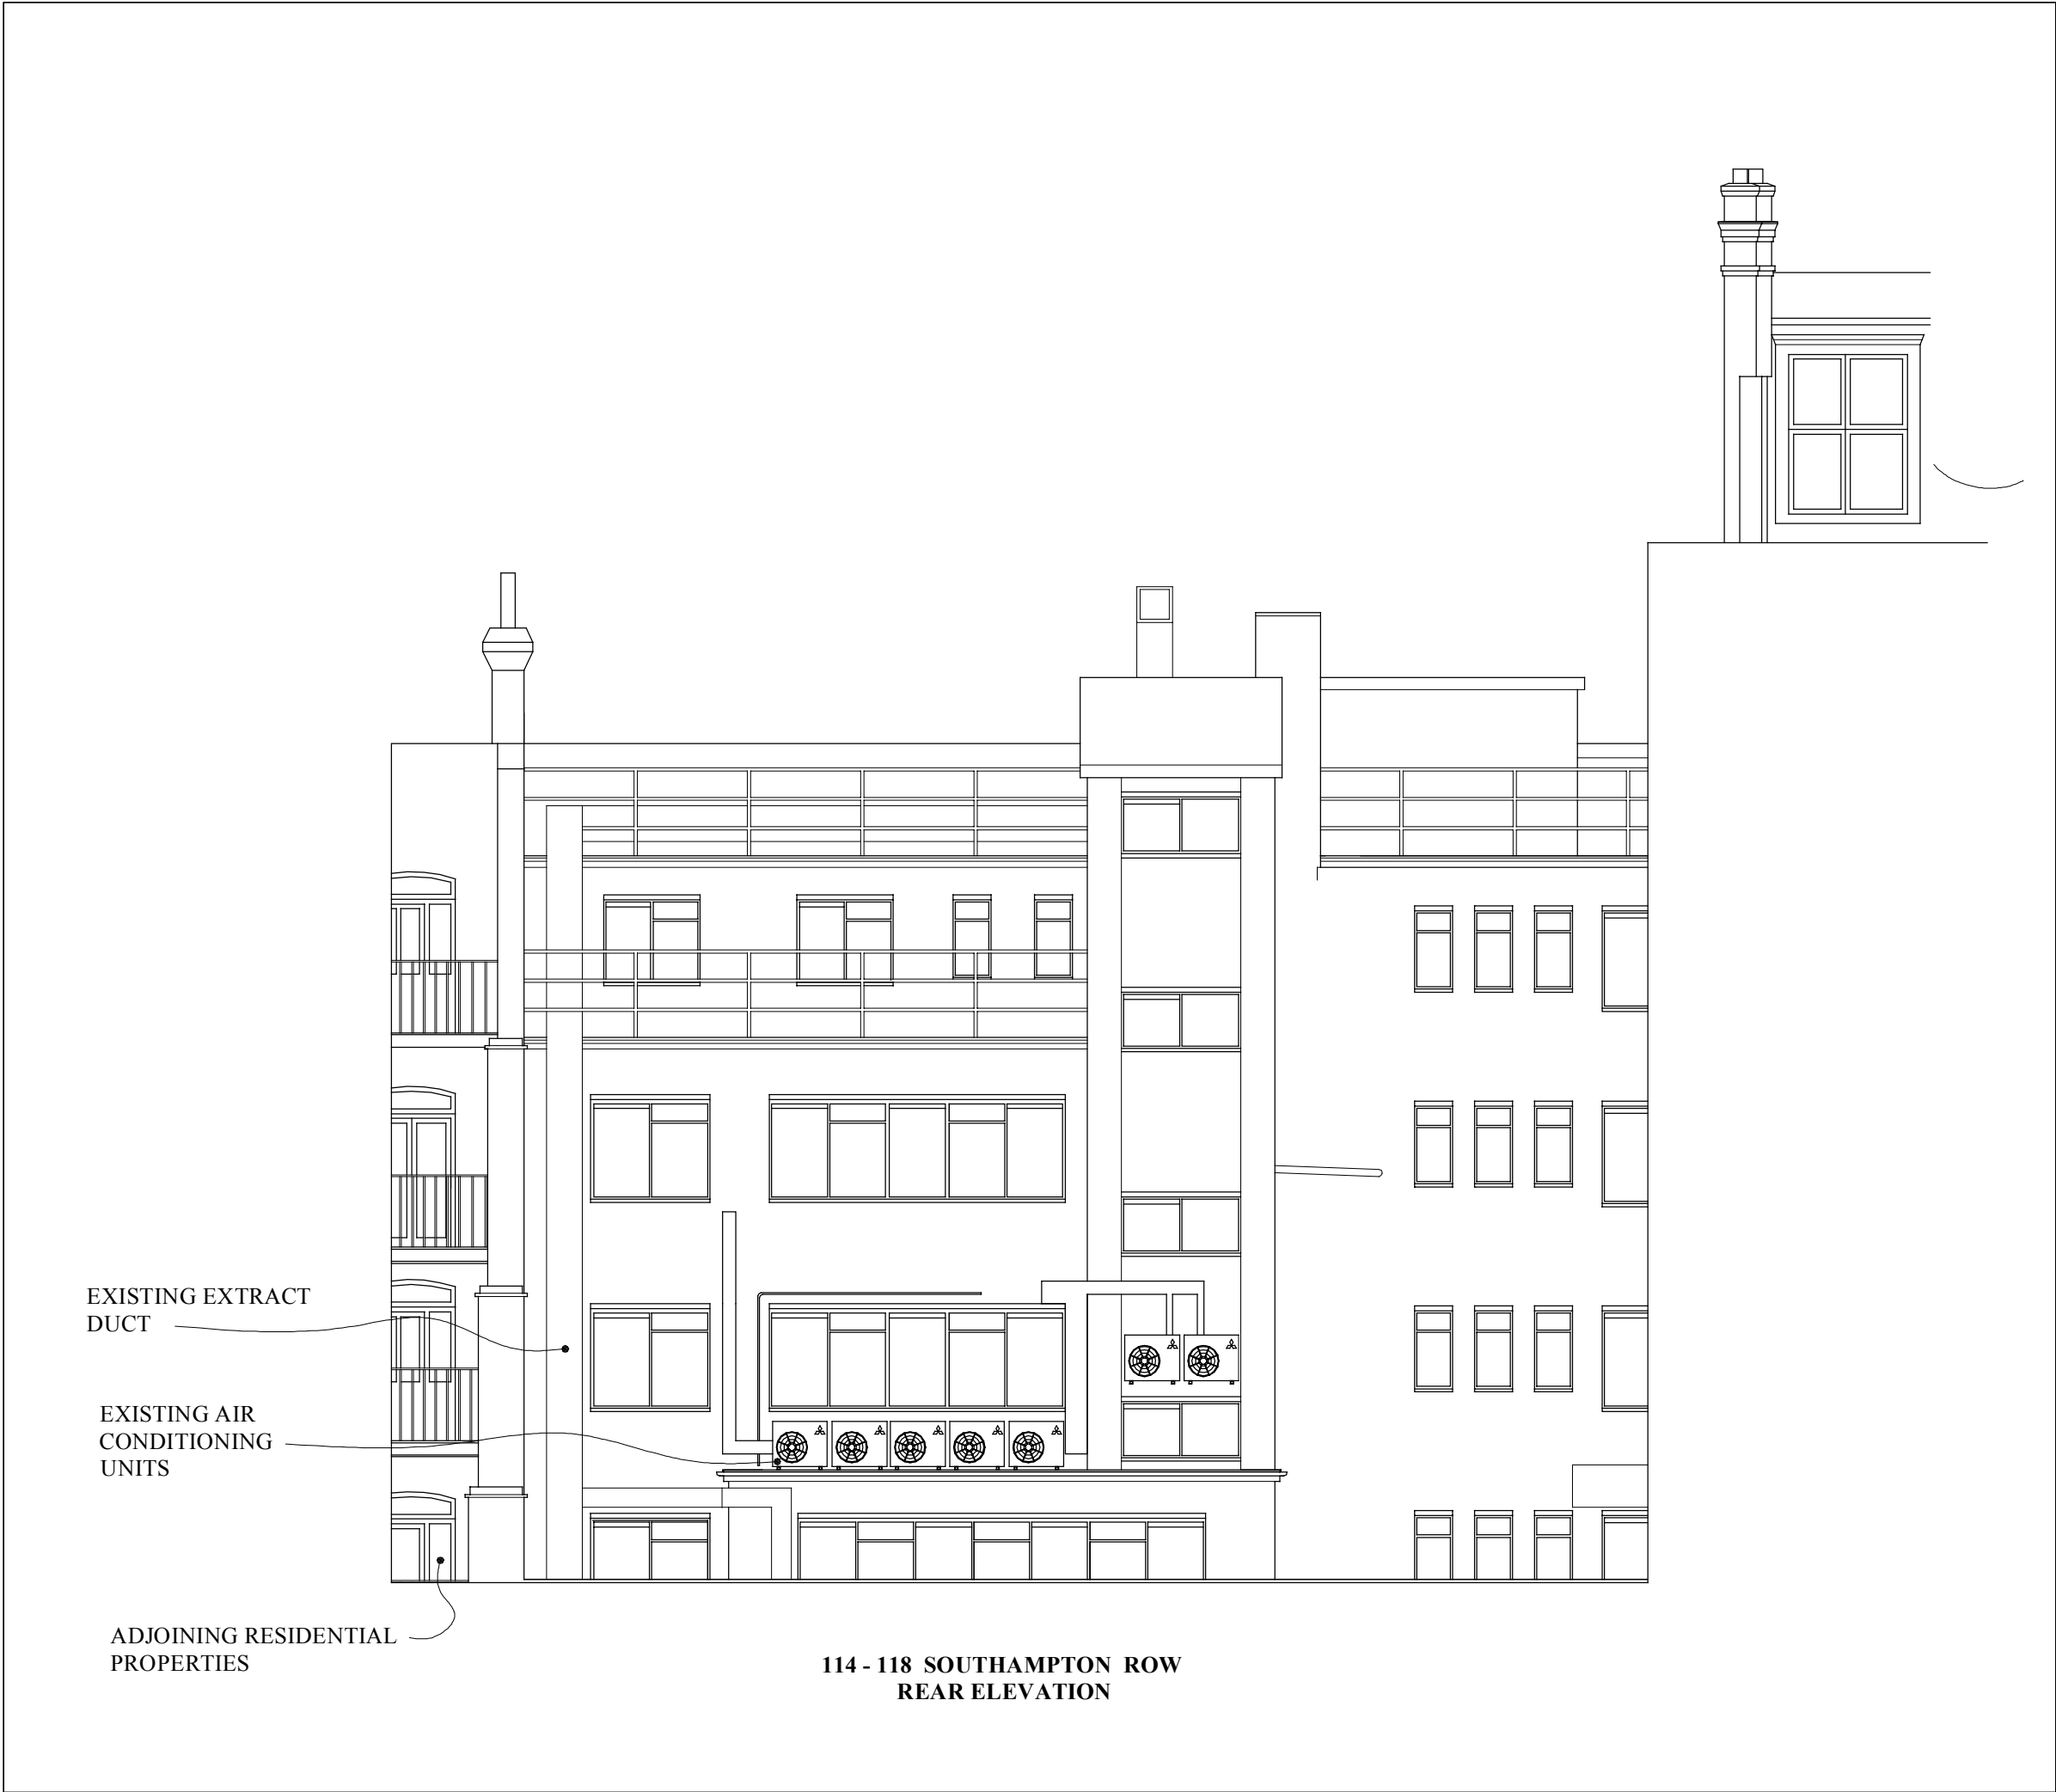 EXISTING EXTRACT
DUCT
EXISTING AIR
CONDITIONING
UNITS
ADJOINING RESIDENTIAL
PROPERTIES
114 - 118 SOUTHAMPTON ROW
REAR ELEVATION